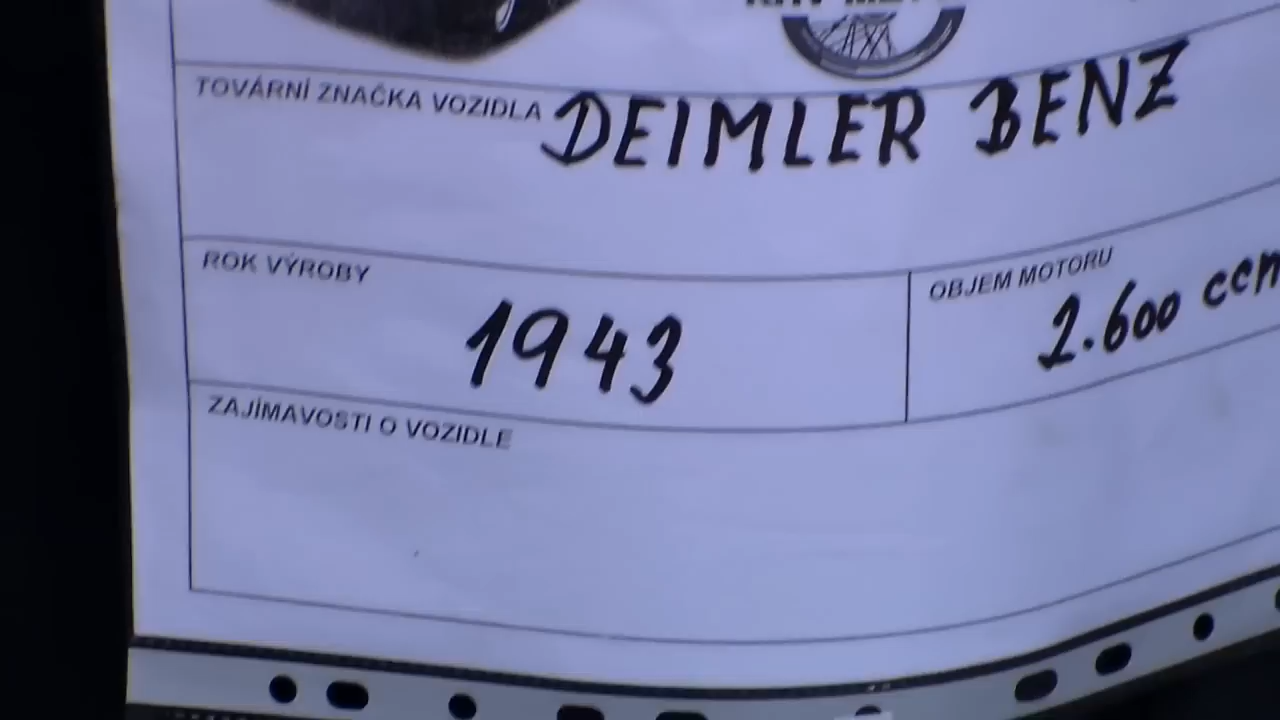 TOVÁRNÍ ZNAČKA VOZIDLA DEIMLER BENZ
ROK VÝROBY
1943
OBJEM MOTORU
2.600 ccm
ZAJÍMAVOSTI O VOZIDLE